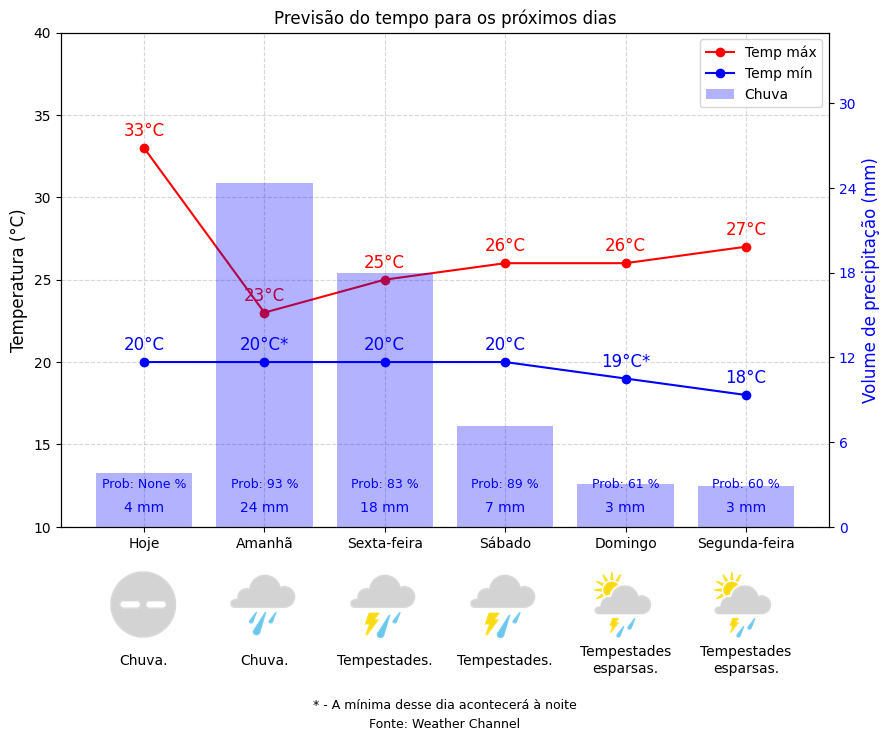 Previsão do tempo para os próximos dias
Temp máx
Temp mín
Chuva
Temperatura (°C)
40
35
30
25
20
15
10
Volume de precipitação (mm)
30
24
18
12
6
0
33°C
23°C
25°C
26°C
26°C
27°C
20°C
20°C*
20°C
20°C
19°C*
18°C
Prob: None %
Prob: 93 %
Prob: 83 %
Prob: 89 %
Prob: 61 %
Prob: 60 %
4 mm
24 mm
18 mm
7 mm
3 mm
3 mm
Hoje
Amanhã
Sexta-feira
Sábado
Domingo
Segunda-feira
Chuva.
Chuva.
Tempestades.
Tempestades.
Tempestades
esparsas.
Tempestades
esparsas.
* - A mínima desse dia acontecerá à noite
Fonte: Weather Channel